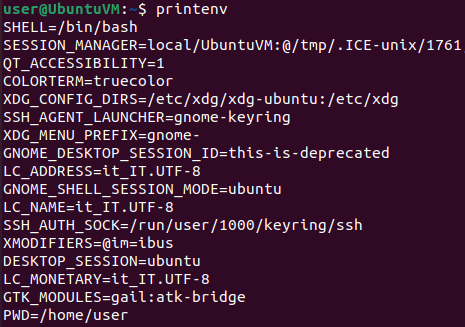 user@UbuntuVM:~$ printenv
SHELL=/bin/bash
SESSION_MANAGER=local/UbuntuVM:@/tmp/.ICE-unix/1761
QT_ACCESSIBILITY=1
COLORTERM=truecolor
XDG_CONFIG_DIRS=/etc/xdg/xdg-ubuntu:/etc/xdg
SSH_AGENT_LAUNCHER=gnome-keyring
XDG_MENU_PREFIX=gnome-
GNOME_DESKTOP_SESSION_ID=this-is-deprecated
LC_ADDRESS=it_IT.UTF-8
GNOME_SHELL_SESSION_MODE=ubuntu
LC_NAME=it_IT.UTF-8
SSH_AUTH_SOCK=/run/user/1000/keyring/ssh
XMODIFIERS=@im=ibus
DESKTOP_SESSION=ubuntu
LC_MONETARY=it_IT.UTF-8
GTK_MODULES=gail:atk-bridge
PWD=/home/user